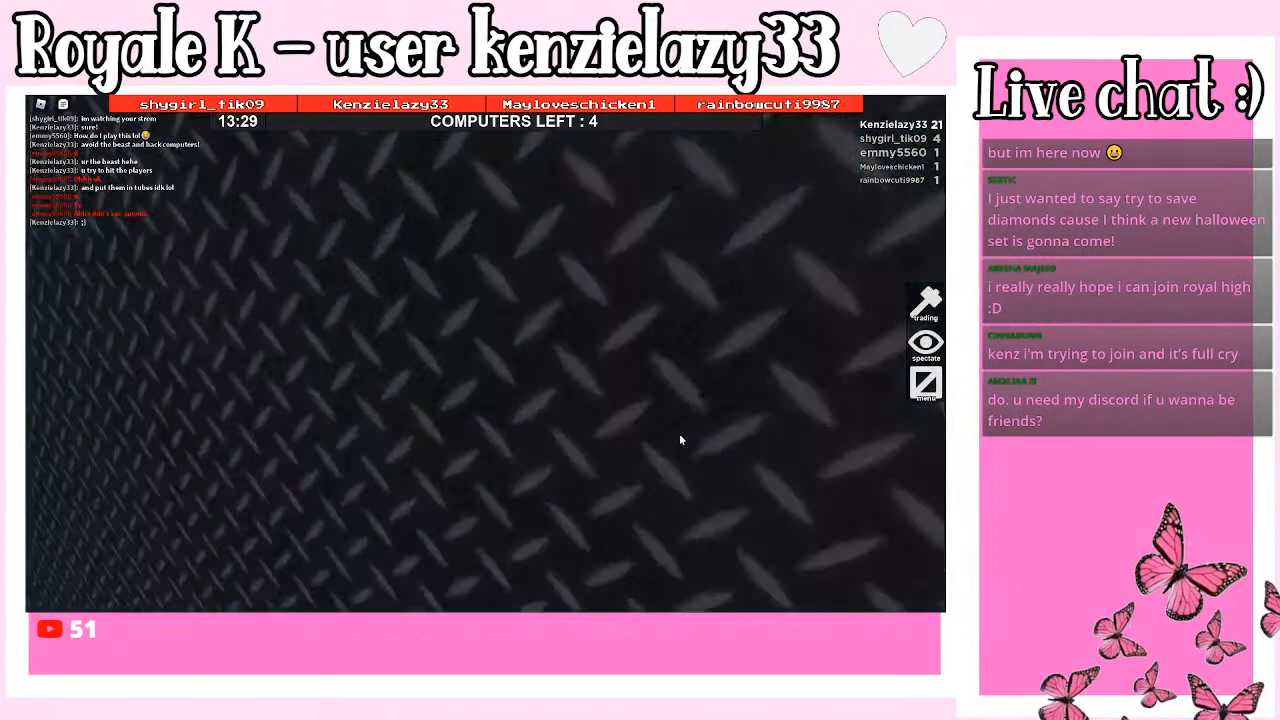 Royale K - user kenzielazy33
Live chat :)
shygirl_tik09
Kenzielazy33
Mayloveschicken1
rainbowcuti9987
13:29
COMPUTERS LEFT : 4
[shygirl_tik09]: im watching your strem
[Kenzielazy33]: sure!
[emmy5560]: How do I play this lol😂
[Kenzielazy33]: avoid the beast and hack computers!
[Kenzielazy33]: ur the beast hehe
[Kenzielazy33]: u try to hit the players
[Kenzielazy33]: and put them in tubes idk lol
[Kenzielazy33]: ;)
Kenzielazy33 21
shygirl_tik09 4
emmy5560 1
Mayloveschicken1 1
rainbowcuti9987 1
trading
spectate
menu
but im here now 😀
I just wanted to say try to save
diamonds cause I think a new halloween
set is gonna come!
i really really hope i can join royal high
:D
kenz i'm trying to join and it's full cry
do. u need my discord if u wanna be
friends?
51